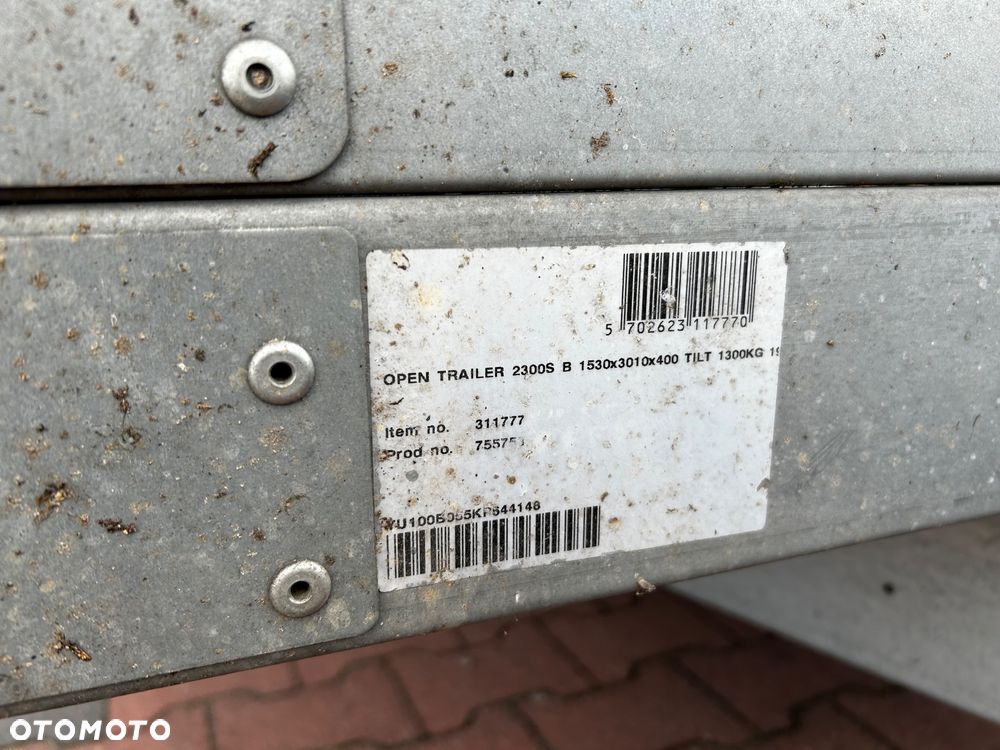 5 702623 117770
OPEN TRAILER 2300S B 1530x3010x400 TILT 1300KG
Item no. 311777
Prod no.
OTOMOTO